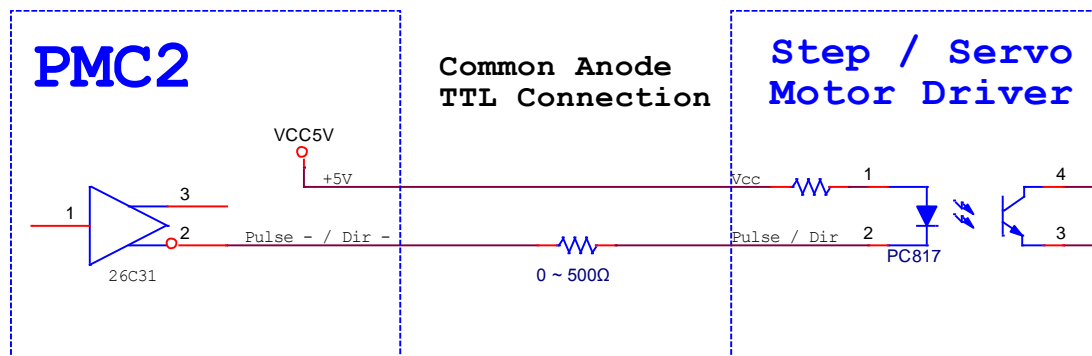 PMC2
Common Anode
TTL Connection
Step / Servo
Motor Driver
VCC5V
+5V
Vcc
1
4
1
3
2
Pulse - / Dir -
Pulse / Dir
2
3
26C31
0 ~ 500Ω
PC817